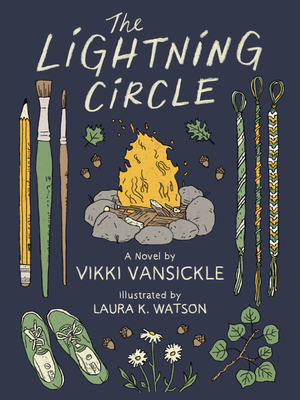 The
LiGHTNiNG
CiRCLE
A Novel by
VIKKI VANSICKLE
Illustrated by
LAURA K. WATSON